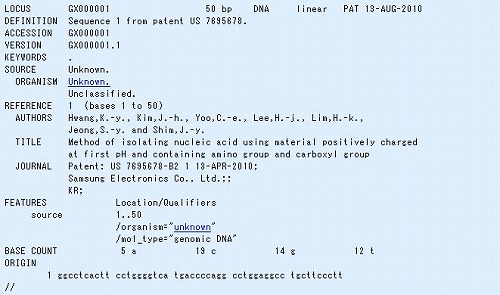 LOCUS GX000001 50 bp DNA linear PAT 13-AUG-2010
DEFINITION Sequence 1 from patent US 7695678.
ACCESSION GX000001
VERSION GX000001.1
KEYWORDS .
SOURCE Unknown.
ORGANISM Unknown.
Unclassified.
REFERENCE 1 (bases 1 to 50)
AUTHORS Hwang,K.-y., Kim,J.-h., Yoo,C.-e., Lee,H.-j., Lim,H.-k.,
Jeong,S.-y. and Shim,J.-y.
TITLE Method of isolating nucleic acid using material positively charged
at first pH and containing amino group and carboxyl group
JOURNAL Patent: US 7695678-B2 1 13-APR-2010;
Samsung Electronics Co., Ltd.;;
KR;
FEATURES Location/Qualifiers
source 1..50
/organism="unknown"
/mol_type="genomic DNA"
BASE COUNT 5 a 19 c 14 g 12 t
ORIGIN
1 ggcctcactt cctggggtca tgaccccagg cctggaggcc tgcttccctt
//